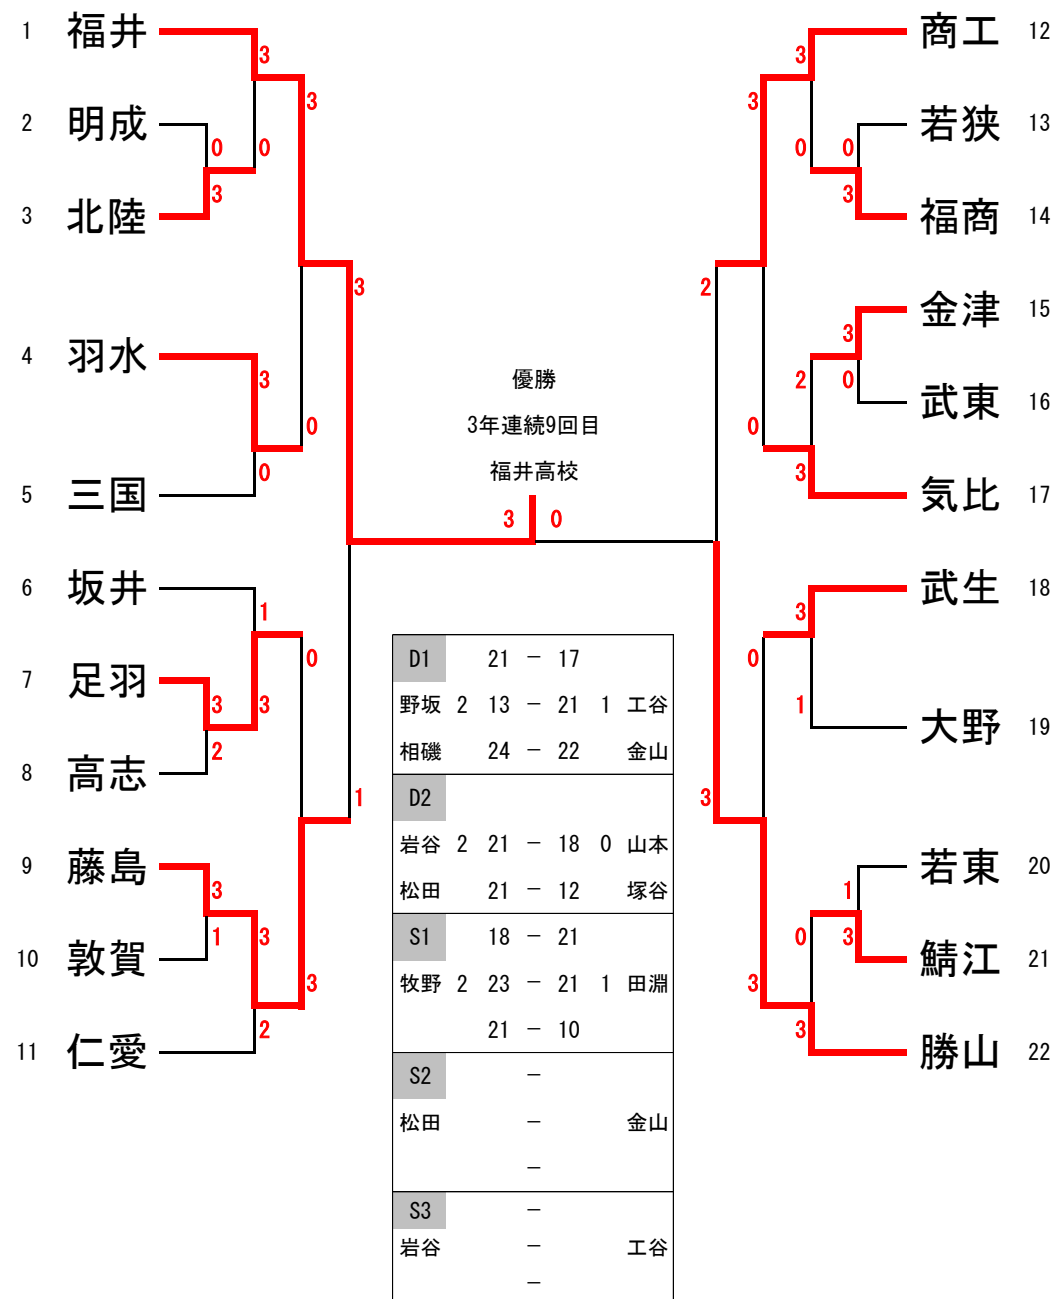 1 福井 3 3 3 商工 12
2 明成 0 0 3 0 0 若狭 13
3 北陸 3 3 福商 14
3 2
4 羽水 3 0 3 金津 15
2 0 武東 16
5 三国 0 0 3 気比 17
優勝
3年連続9回目
福井高校
3 0
6 坂井 1 0 3 武生 18
7 足羽 3 3 0 1 大野 19
8 高志 2
1 3
9 藤島 3 1 若東 20
10 敦賀 1 3 0 3 鯖江 21
11 仁愛 2 3 3 3 勝山 22
D1 21 － 17
野坂 2 13 － 21 1 工谷
相磯 24 － 22 金山
D2
岩谷 2 21 － 18 0 山本
松田 21 － 12 塚谷
S1 18 － 21
牧野 2 23 － 21 1 田淵
21 － 10
S2 －
松田 － 金山
－
S3 －
岩谷 － 工谷
－